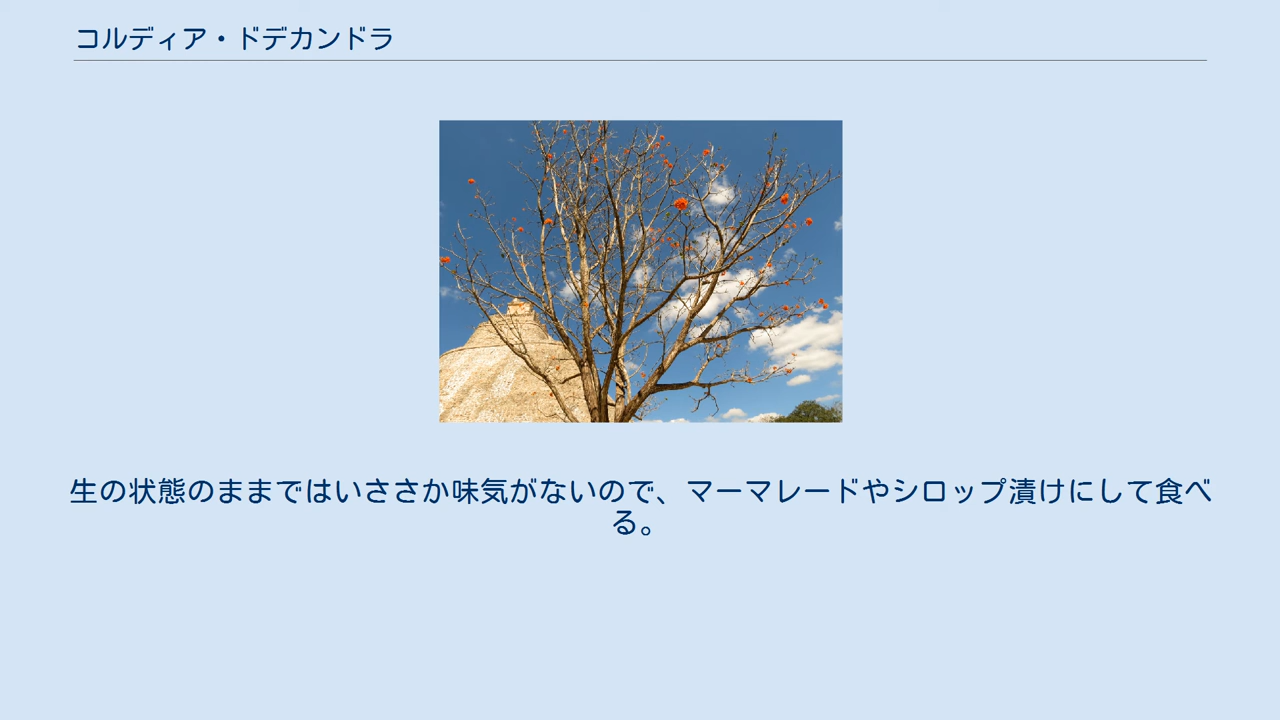 コルディア・ドデカンドラ
生の状態のままではいささか味気がないので、マーマレードやシロップ漬けにして食べ
る。